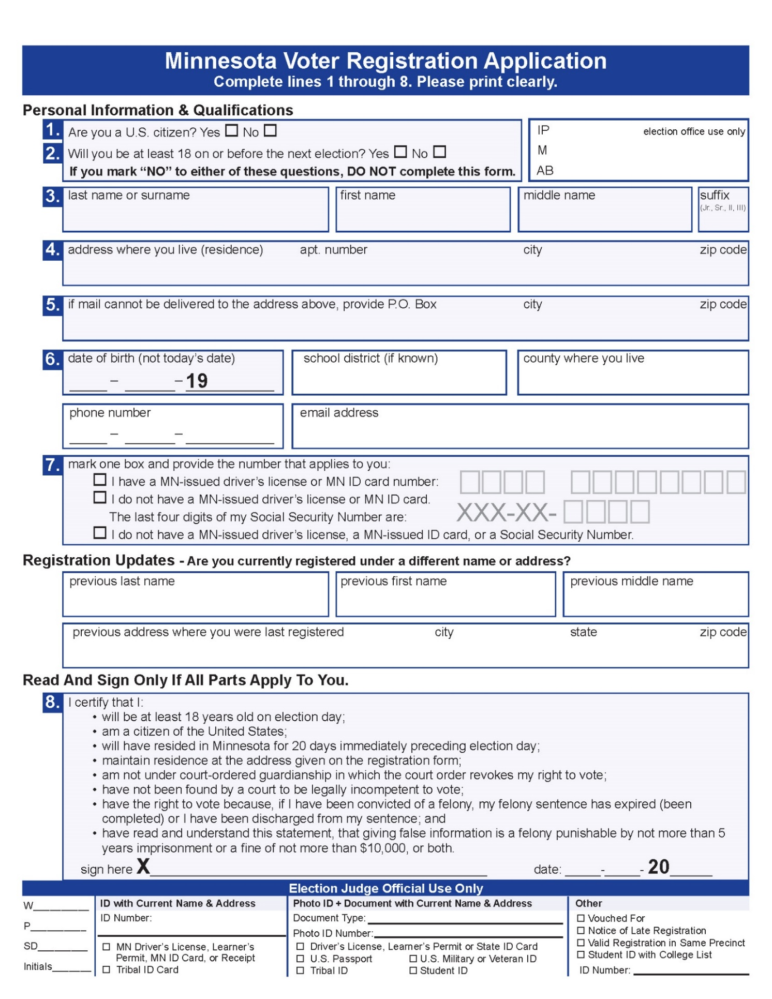 Minnesota Voter Registration Application
Complete lines 1 through 8. Please print clearly.
Personal Information & Qualifications
1. Are you a U.S. citizen? Yes ☐ No ☐
2. Will you be at least 18 on or before the next election? Yes ☐ No ☐
If you mark “NO” to either of these questions, DO NOT complete this form.
IP election office use only
M
AB
3. last name or surname first name middle name suffix
(Jr., Sr., II, III)
4. address where you live (residence) apt. number city zip code
5. if mail cannot be delivered to the address above, provide P.O. Box city zip code
6. date of birth (not today’s date) school district (if known) county where you live
____ – ____ – 19____
phone number email address
____ – ____ – ____
7. mark one box and provide the number that applies to you:
☐ I have a MN-issued driver’s license or MN ID card number: ☐☐☐☐ ☐☐☐☐☐☐☐☐
☐ I do not have a MN-issued driver’s license or MN ID card.
The last four digits of my Social Security Number are: XXX-XX-☐☐☐☐
☐ I do not have a MN-issued driver’s license, a MN-issued ID card, or a Social Security Number.
Registration Updates - Are you currently registered under a different name or address?
previous last name previous first name previous middle name
previous address where you were last registered city state zip code
Read And Sign Only If All Parts Apply To You.
8. I certify that I:
• will be at least 18 years old on election day;
• am a citizen of the United States;
• will have resided in Minnesota for 20 days immediately preceding election day;
• maintain residence at the address given on the registration form;
• am not under court-ordered guardianship in which the court order revokes my right to vote;
• have not been found by a court to be legally incompetent to vote;
• have the right to vote because, if I have been convicted of a felony, my felony sentence has expired (been
completed) or I have been discharged from my sentence; and
• have read and understand this statement, that giving false information is a felony punishable by not more than 5
years imprisonment or a fine of not more than $10,000, or both.
sign here X____ date: ____-____- 20____
Election Judge Official Use Only
W____
P____
SD____
Initials____
ID with Current Name & Address
ID Number:
☐ MN Driver’s License, Learner’s
Permit, MN ID Card, or Receipt
☐ Tribal ID Card
Photo ID + Document with Current Name & Address
Document Type:____
Photo ID Number:____
☐ Driver’s License, Learner’s Permit or State ID Card
☐ U.S. Passport ☐ U.S. Military or Veteran ID
☐ Tribal ID ☐ Student ID
Other
☐ Vouched For
☐ Notice of Late Registration
☐ Valid Registration in Same Precinct
☐ Student ID with College List
ID Number:____